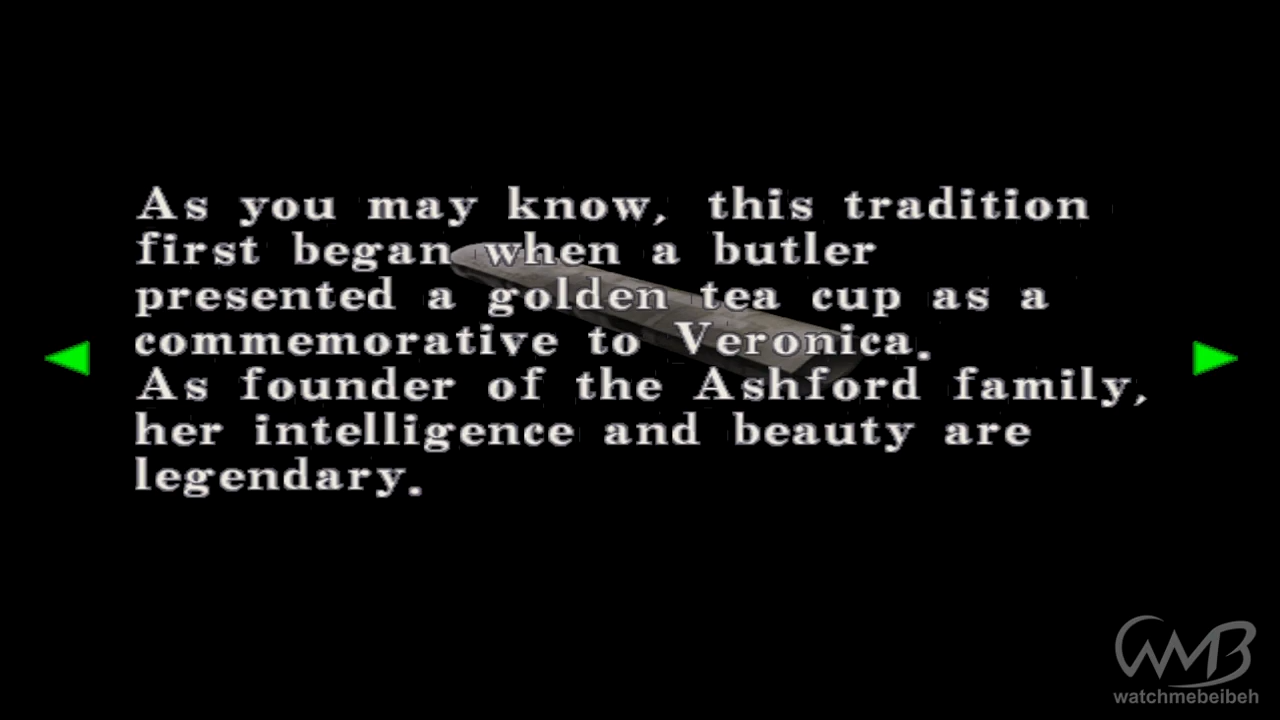 As you may know, this tradition
first began when a butler
presented a golden tea cup as a
commemorative to Veronica.
As founder of the Ashford family,
her intelligence and beauty are
legendary.
WMB
watchmebeibeh